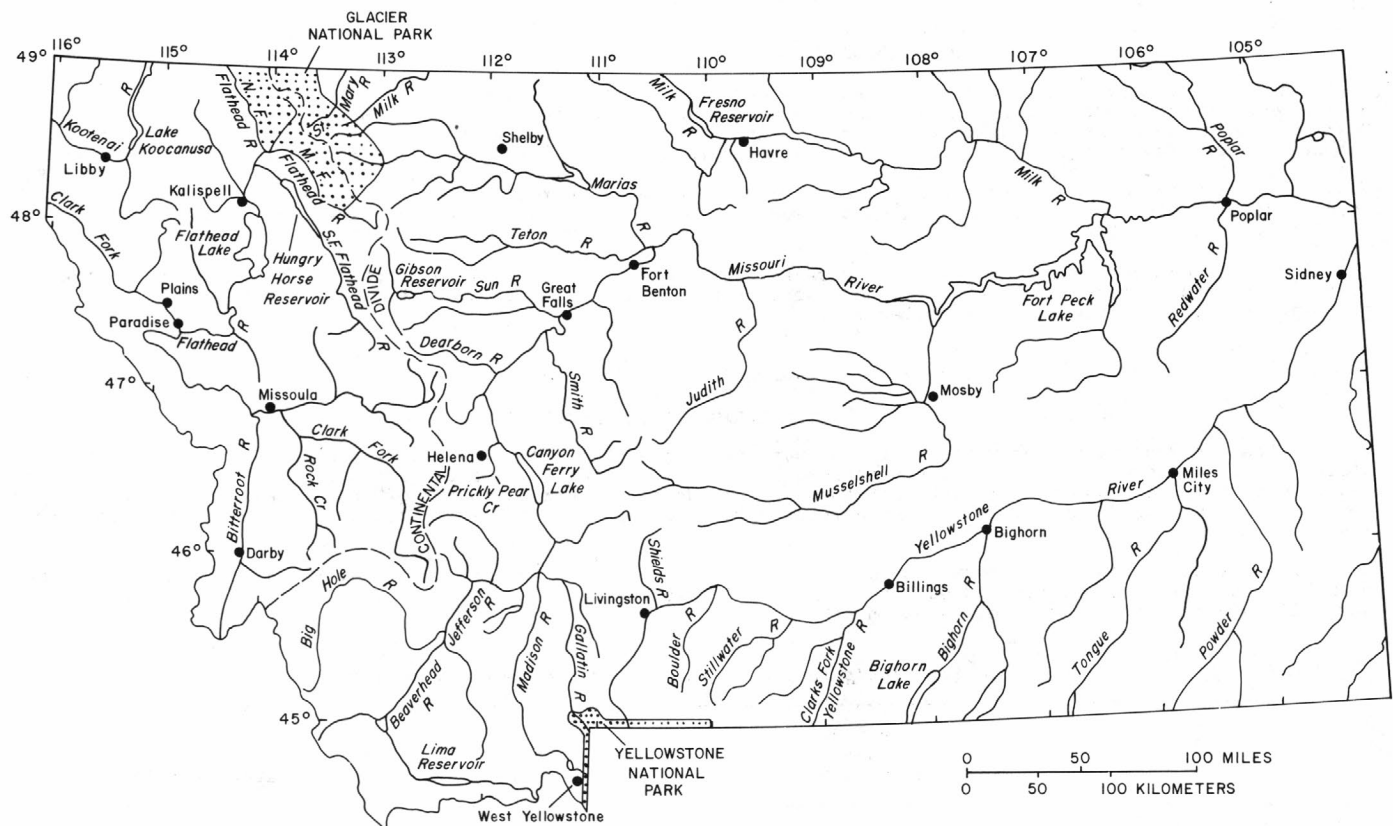 GLACIER
NATIONAL PARK
116°
115°
114°
113°
112°
111°
110°
109°
108°
107°
106°
105°
49°
48°
47°
46°
45°
Kootenai
R
Libby
Lake
Koocanusa
N F
Flathead R
St. Mary R
Milk R
M F
Flathead R
Shelby
Milk R
Fresno
Reservoir
Havre
Poplar R
Kalispell
Marias R
Milk R
Poplar
Clark
Fork
Flathead
Lake
Hungry
Horse
Reservoir
S.F. Flathead R
CONTINENTAL DIVIDE
Teton R
Gibson
Reservoir
Sun R
Great
Falls
Fort
Benton
Missouri
River
Fort Peck
Lake
Redwater R
Sidney
Plains
Paradise
Flathead R
Dearborn R
Smith R
Judith R
Mosby
Missoula
Clark
Fork
Bitterroot R
Rock Cr
Helena
Prickly Pear
Cr
Canyon
Ferry
Lake
Musselshell R
Miles
City
Yellowstone
River
Bighorn
Darby
Big
Hole
R
Jefferson
R
Madison R
Gallatin R
Shields R
Livingston
Boulder R
Stillwater R
Clarks Fork
Yellowstone R
Billings
Bighorn R
Bighorn
Lake
Tongue R
Powder R
Beaverhead
R
Lima
Reservoir
YELLOWSTONE
NATIONAL
PARK
West Yellowstone
0 50 100 MILES
0 50 100 KILOMETERS